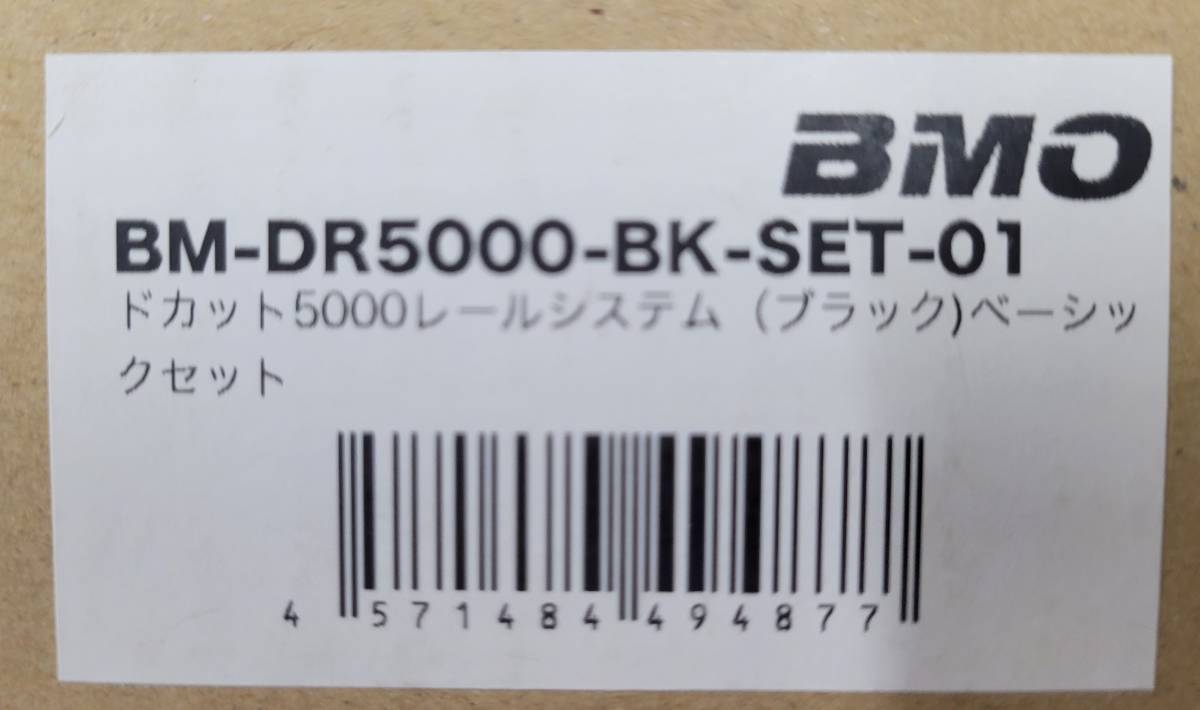 BMO
BM-DR5000-BK-SET-01
ドカット5000レールシステム (ブラック)ベーシッ
クセット
4 571484 494877